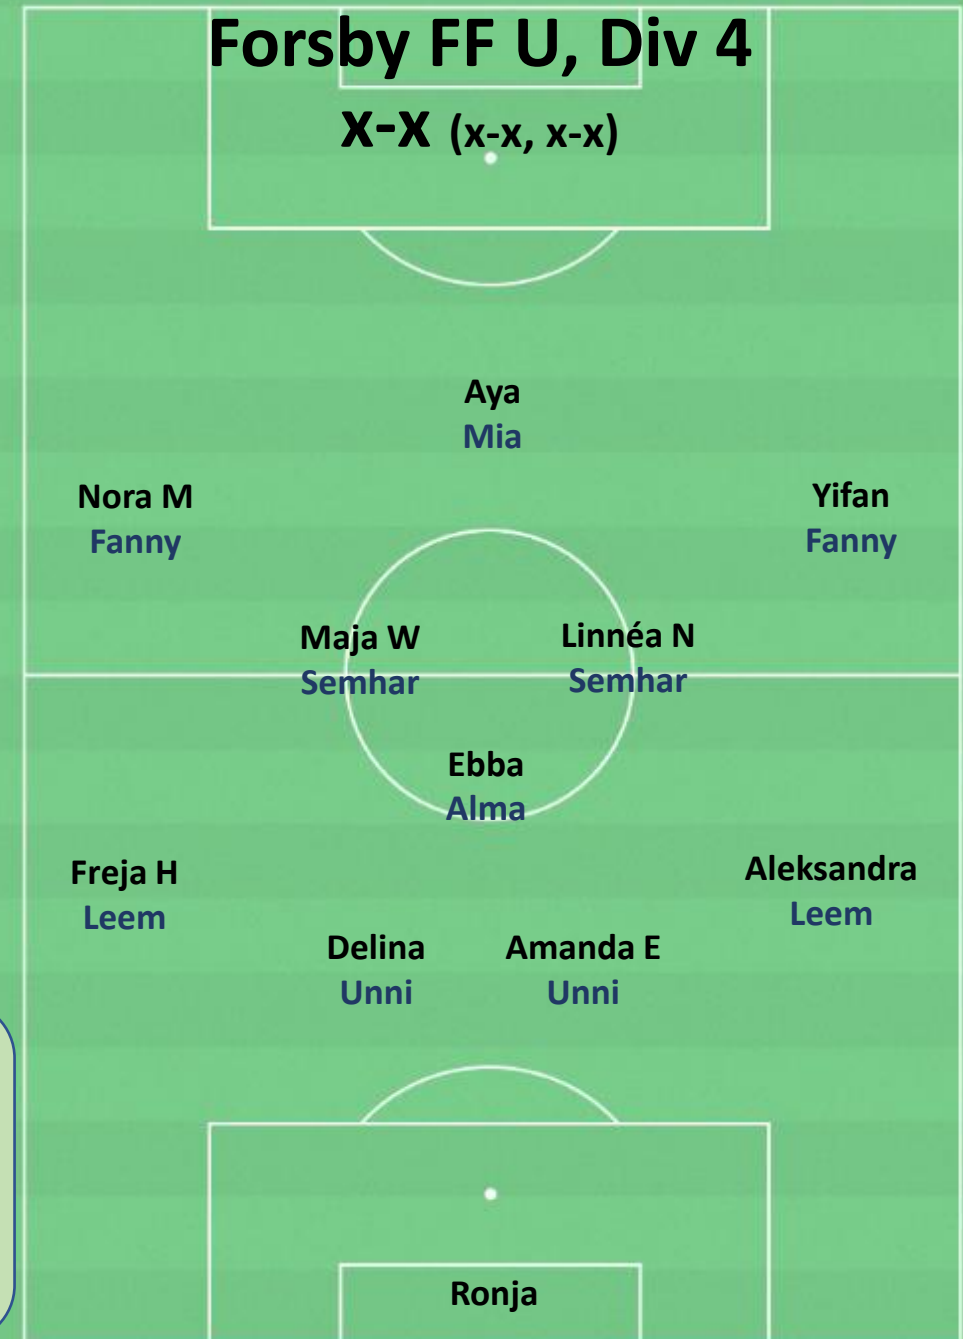 Forsby FF U, Div 4
x-x (x-x, x-x)
Aya
Mia
Nora M
Fanny
Yifan
Fanny
Maja W
Semhar
Linnéa N
Semhar
Ebba
Alma
Freja H
Leem
Aleksandra
Leem
Delina
Unni
Amanda E
Unni
Ronja